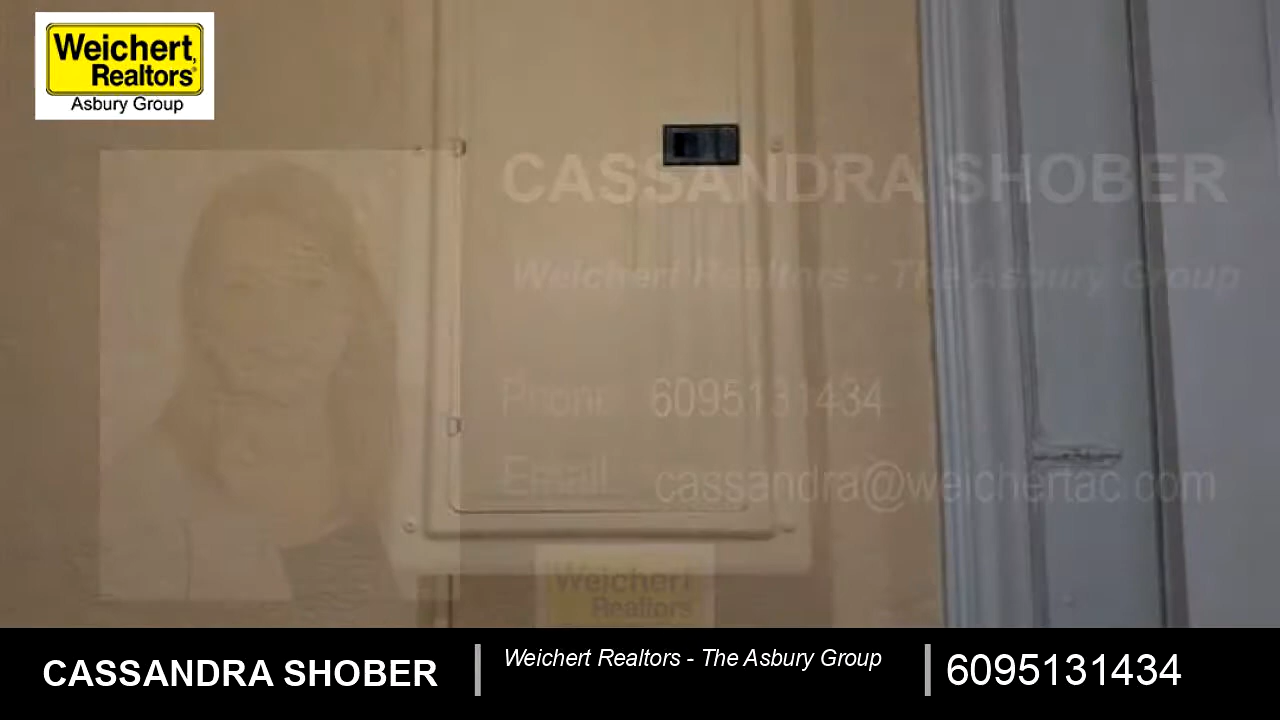 Weichert,
Realtors
Asbury Group
CASSANDRA SHOBER
Weichert Realtors - The Asbury Group
Phone 6095131434
Email cassandra@weichertac.com
Weichert
Realtors
CASSANDRA SHOBER
Weichert Realtors - The Asbury Group
6095131434